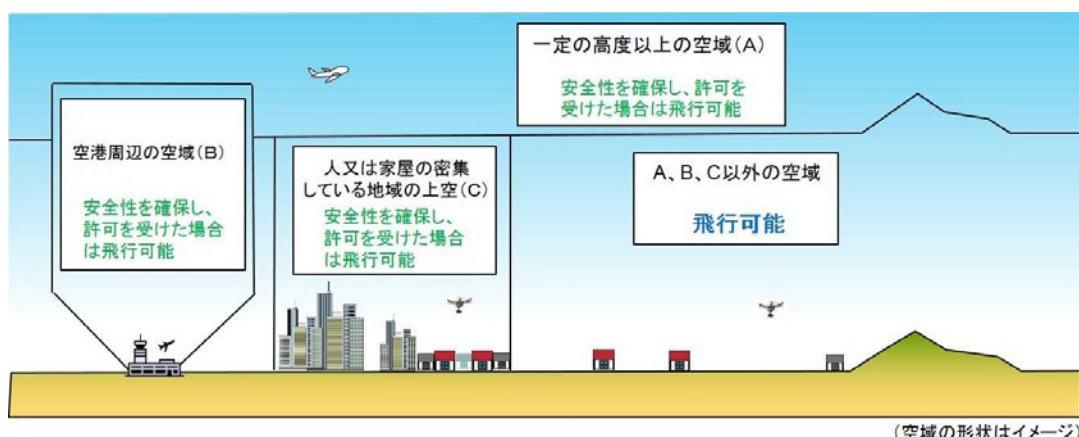 一定の高度以上の空域(A)
安全性を確保し、許可を
受けた場合は飛行可能
空港周辺の空域(B)
安全性を確保し、
許可を受けた場合
は飛行可能
人又は家屋の密集
している地域の上空(C)
安全性を確保し、
許可を受けた場合
は飛行可能
A、B、C以外の空域
飛行可能
(空域の形状はイメージ)